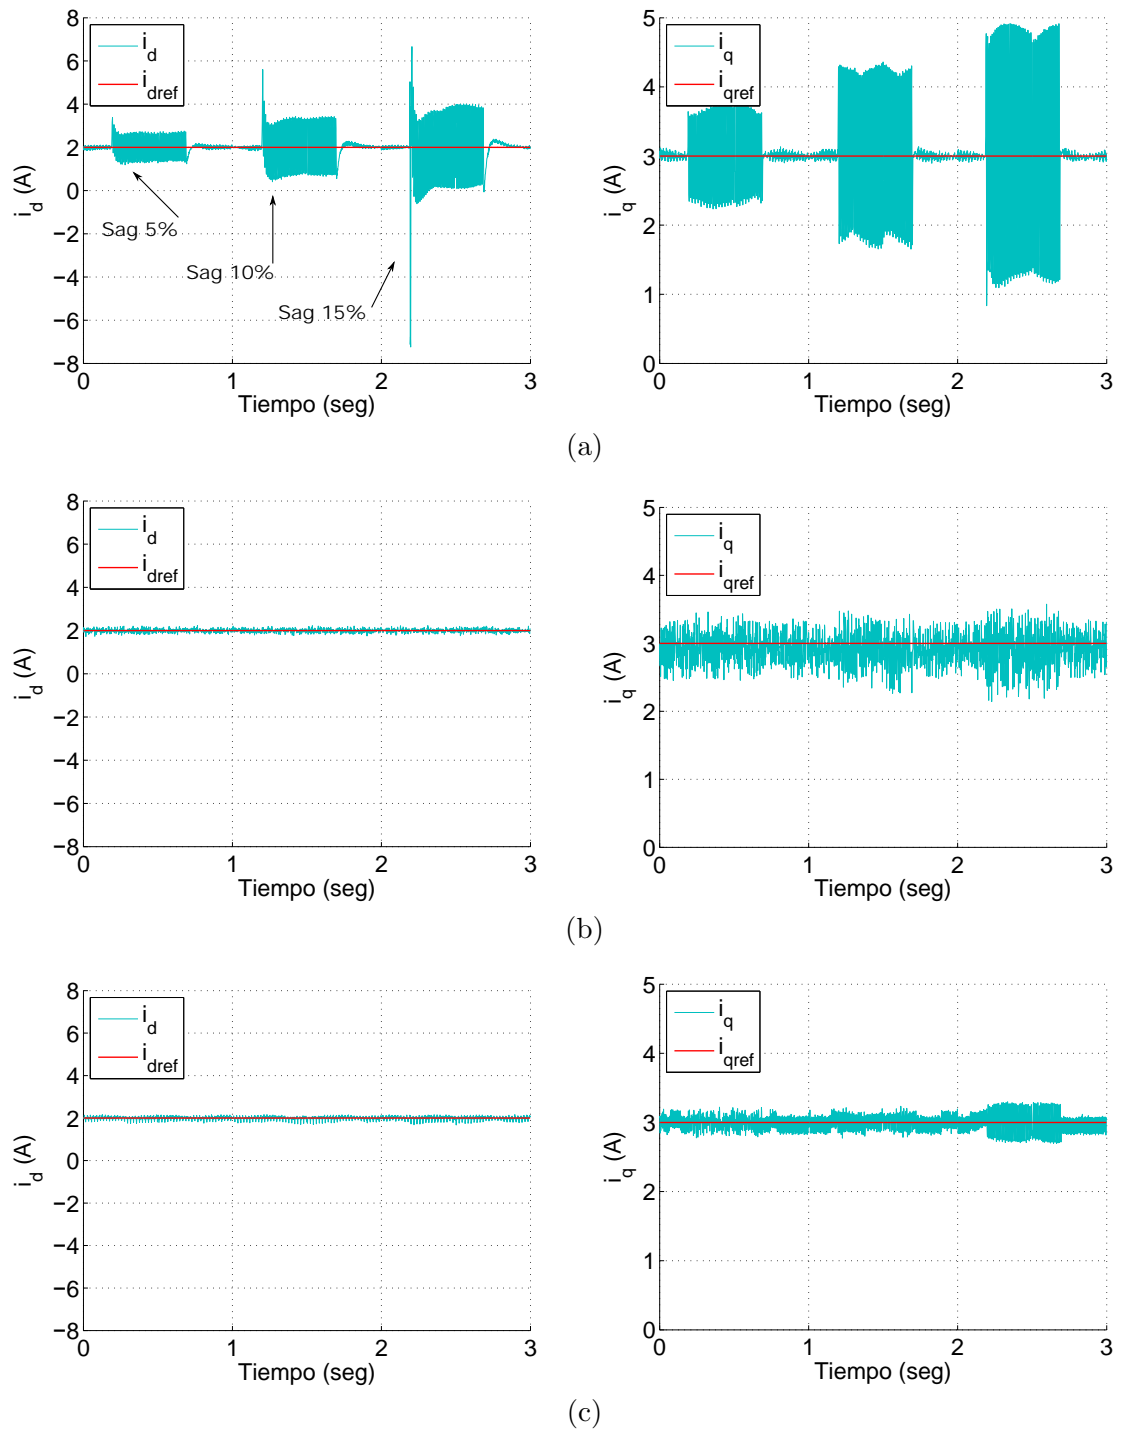 8
6
4
2
0
−2
−4
−6
−8
0
1
2
3
i_d (A)
Tiempo (seg)
i_d
i_dref
Sag 5%
Sag 10%
Sag 15%
5
4
3
2
1
0
0
1
2
3
i_q (A)
Tiempo (seg)
i_q
i_qref
(a)
8
6
4
2
0
−2
−4
−6
−8
0
1
2
3
i_d (A)
Tiempo (seg)
i_d
i_dref
5
4
3
2
1
0
0
1
2
3
i_q (A)
Tiempo (seg)
i_q
i_qref
(b)
8
6
4
2
0
−2
−4
−6
−8
0
1
2
3
i_d (A)
Tiempo (seg)
i_d
i_dref
5
4
3
2
1
0
0
1
2
3
i_q (A)
Tiempo (seg)
i_q
i_qref
(c)